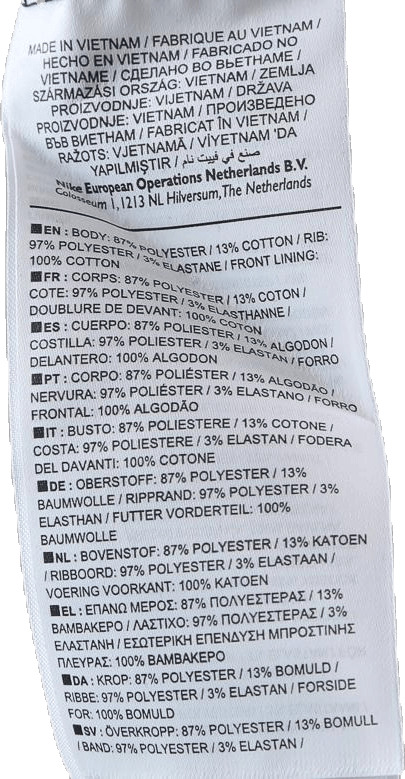 MADE IN VIETNAM / FABRIQUE AU VIETNAM /
HECHO EN VIETNAM / FABRICADO NO
VIETNAME / СДЕЛАНО ВО ВЬЕТНАМЕ /
SZÁRMAZÁSI ORSZÁG: VIETNAM / ZEMLJA
PROIZVODNJE: VIJETNAM / DRŽAVA
PROIZVODNJE: VIETNAM / ПРОИЗВЕДЕНО
ВЪВ ВИЕТНАМ / FABRICAT ÎN VIETNAM /
RAŽOTS: VJETNAMĀ / VİYETNAM 'DA
YAPILMIŞTIR / صنع في فييت نام
Nike European Operations Netherlands B.V.
Colosseum 1, 1213 NL Hilversum, The Netherlands
EN : BODY: 87% POLYESTER / 13% COTTON / RIB:
97% POLYESTER / 3% ELASTANE / FRONT LINING:
100% COTTON
FR : CORPS: 87% POLYESTER / 13% COTON /
COTE: 97% POLYESTER / 3% ELASTHANNE /
DOUBLURE DE DEVANT: 100% COTON
ES : CUERPO: 87% POLIESTER / 13% ALGODON /
COSTILLA: 97% POLIESTER / 3% ELASTAN / FORRO
DELANTERO: 100% ALGODON
PT : CORPO: 87% POLIÉSTER / 13% ALGODÃO /
NERVURA: 97% POLIÉSTER / 3% ELASTANO / FORRO
FRONTAL: 100% ALGODÃO
IT : BUSTO: 87% POLIESTERE / 13% COTONE /
COSTA: 97% POLIESTERE / 3% ELASTAN / FODERA
DEL DAVANTI: 100% COTONE
DE : OBERSTOFF: 87% POLYESTER / 13%
BAUMWOLLE / RIPPRAND: 97% POLYESTER / 3%
ELASTHAN / FUTTER VORDERTEIL: 100%
BAUMWOLLE
NL : BOVENSTOF: 87% POLYESTER / 13% KATOEN
/ RIBBOORD: 97% POLYESTER / 3% ELASTAAN /
VOERING VOORKANT: 100% KATOEN
EL : ΕΠΑΝΩ ΜΕΡΟΣ: 87% ΠΟΛΥΕΣΤΕΡΑΣ / 13%
ΒΑΜΒΑΚΕΡΟ / ΛΑΣΤΙΧΟ: 97% ΠΟΛΥΕΣΤΕΡΑΣ / 3%
ΕΛΑΣΤΑΝΗ / ΕΣΩΤΕΡΙΚΗ ΕΠΕΝΔΥΣΗ ΜΠΡΟΣΤΙΝΗΣ
ΠΛΕΥΡΑΣ: 100% ΒΑΜΒΑΚΕΡΟ
DA : KROP: 87% POLYESTER / 13% BOMULD /
RIBBE: 97% POLYESTER / 3% ELASTAN / FORSIDE
FOR: 100% BOMULD
SV : ÖVERKROPP: 87% POLYESTER / 13% BOMULL
/ BAND: 97% POLYESTER / 3% ELASTAN /